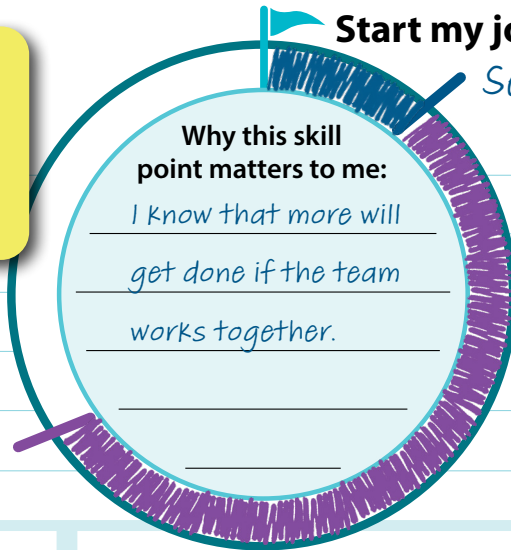 Start my jo
Se
Why this skill
point matters to me:
I know that more will
get done if the team
works together.